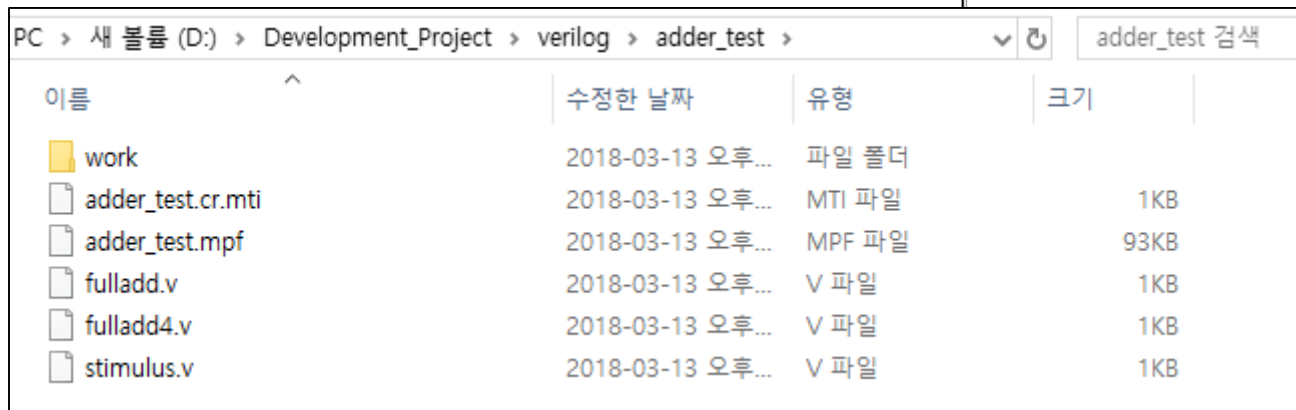 PC > 새 볼륨 (D:) > Development_Project > verilog > adder_test > adder_test 검색
이름 수정한 날짜 유형 크기
work 2018-03-13 오후... 파일 폴더
adder_test.cr.mti 2018-03-13 오후... MTI 파일 1KB
adder_test.mpf 2018-03-13 오후... MPF 파일 93KB
fulladd.v 2018-03-13 오후... V 파일 1KB
fulladd4.v 2018-03-13 오후... V 파일 1KB
stimulus.v 2018-03-13 오후... V 파일 1KB